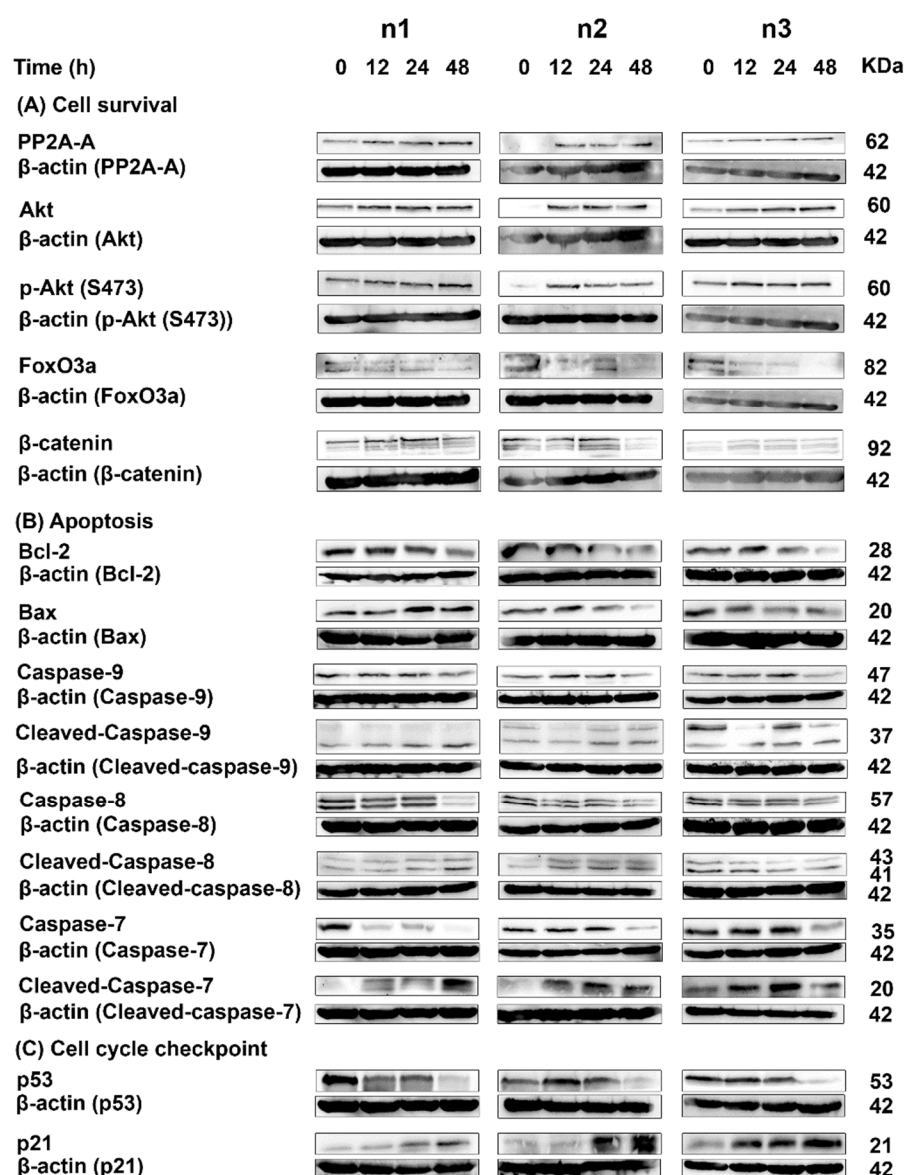 n1 n2 n3
Time (h) 0 12 24 48 0 12 24 48 0 12 24 48 KDa
(A) Cell survival
PP2A-A 62
β-actin (PP2A-A) 42
Akt 60
β-actin (Akt) 42
p-Akt (S473) 60
β-actin (p-Akt (S473)) 42
FoxO3a 82
β-actin (FoxO3a) 42
β-catenin 92
β-actin (β-catenin) 42
(B) Apoptosis
Bcl-2 28
β-actin (Bcl-2) 42
Bax 20
β-actin (Bax) 42
Caspase-9 47
β-actin (Caspase-9) 42
Cleaved-Caspase-9 37
β-actin (Cleaved-caspase-9) 42
Caspase-8 57
β-actin (Caspase-8) 42
Cleaved-Caspase-8 43
41
β-actin (Cleaved-caspase-8) 42
Caspase-7 35
β-actin (Caspase-7) 42
Cleaved-Caspase-7 20
β-actin (Cleaved-caspase-7) 42
(C) Cell cycle checkpoint
p53 53
β-actin (p53) 42
p21 21
β-actin (p21) 42